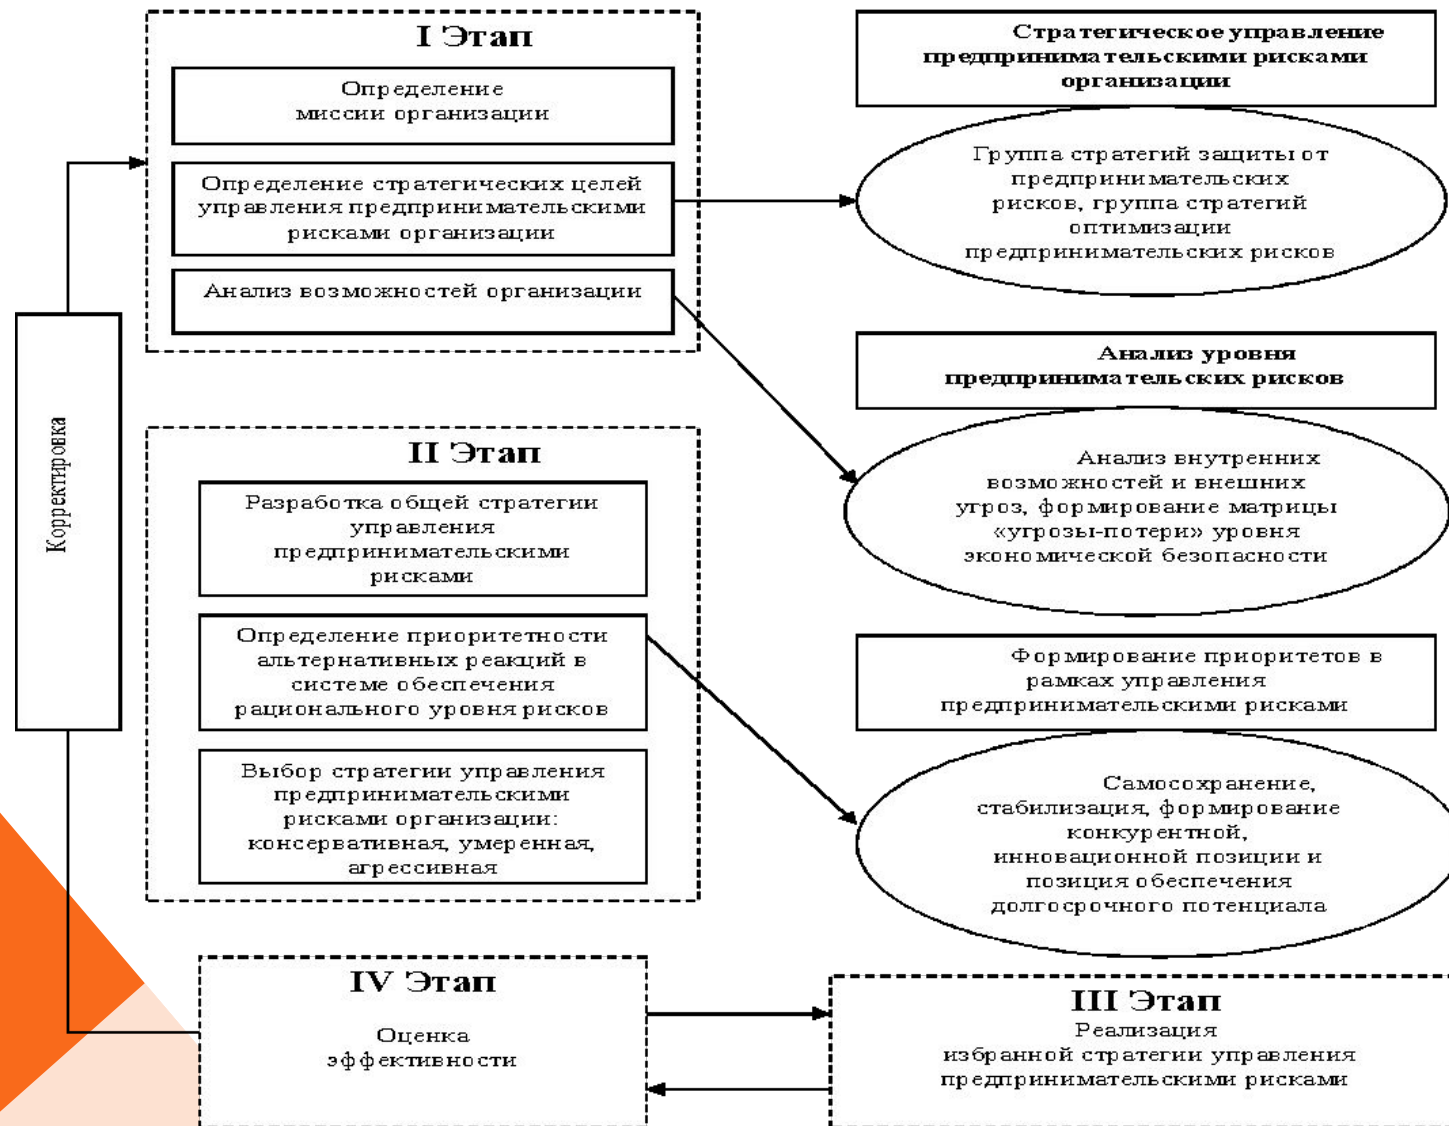 I Этап
Определение
миссии организации
Определение стратегических целей
управления предпринимательскими
рисками организации
Анализ возможностей организации
Стратегическое управление
предпринимательскими рисками
организации
Группа стратегий защиты от
предпринимательских
рисков, группа стратегий
оптимизации
предпринимательских рисков
Анализ уровня
предпринимательских рисков
Анализ внутренних
возможностей и внешних
угроз, формирование матрицы
«угрозы-потери» уровня
экономической безопасности
Корректировка
II Этап
Разработка общей стратегии
управления
предпринимательскими
рисками
Определение приоритетности
альтернативных реакций в
системе обеспечения
рационального уровня рисков
Выбор стратегии управления
предпринимательскими
рисками организации:
консервативная, умеренная,
агрессивная
Формирование приоритетов в
рамках управления
предпринимательскими рисками
Самосохранение,
стабилизация, формирование
конкурентной,
инновационной позиции и
позиция обеспечения
долгосрочного потенциала
IV Этап
Оценка
эффективности
III Этап
Реализация
избранной стратегии управления
предпринимательскими рисками